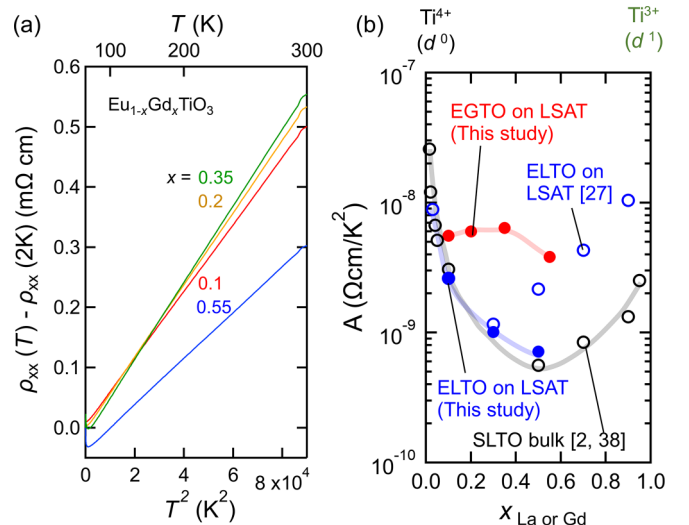 (a)
T (K)
100 200 300
0.6
0.5
0.4
0.3
0.2
0.1
0.0
ρxx (T) - ρxx (2K) (mΩ cm)
Eu1-xGdxTiO3
x = 0.35
0.2
0.1
0.55
0 2 4 6 8 x10⁴
T² (K²)
(b)
Ti⁴⁺
(d ⁰)
Ti³⁺
(d ¹)
10⁻⁷
10⁻⁸
10⁻⁹
10⁻¹⁰
A (Ωcm/K²)
EGTO on LSAT
(This study)
ELTO on
LSAT [27]
ELTO on LSAT
(This study)
SLTO bulk [2, 38]
0.0 0.2 0.4 0.6 0.8 1.0
x La or Gd